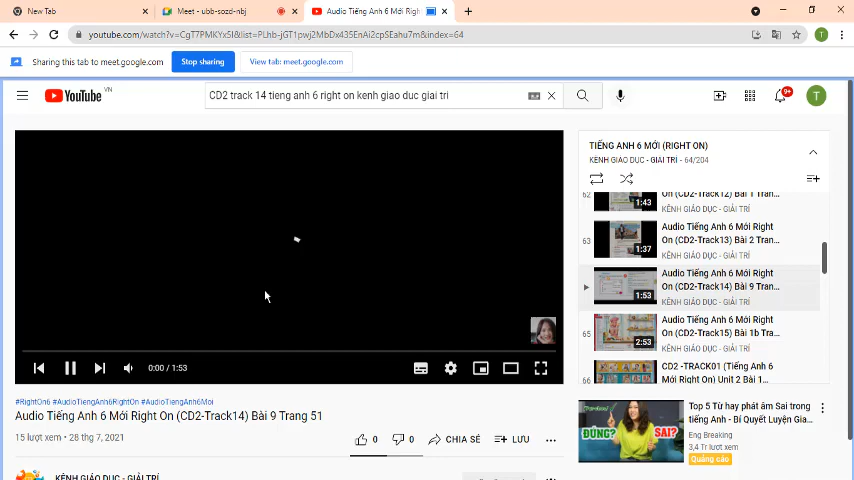 New Tab
Meet - ubb-sozd-nbj
Audio Tiếng Anh 6 Mới Righ
youtube.com/watch?v=CgT7PMKYx5I&list=PLhb-jGT1pwj2MbDx435EnAi2cpSEahu7m&index=64
T
Sharing this tab to meet.google.com
Stop sharing
View tab: meet.google.com
YouTube VN
CD2 track 14 tieng anh 6 right on kenh giao duc giai tri
9+
T
TIẾNG ANH 6 MỚI (RIGHT ON)
KÊNH GIÁO DỤC - GIẢI TRÍ - 64/204
62
On (CD2-Track12) Bài 1 Tran...
1:43
KÊNH GIÁO DỤC - GIẢI TRÍ
63
Audio Tiếng Anh 6 Mới Right
On (CD2-Track13) Bài 2 Tran...
1:37
KÊNH GIÁO DỤC - GIẢI TRÍ
Audio Tiếng Anh 6 Mới Right
On (CD2-Track14) Bài 9 Tran...
1:53
KÊNH GIÁO DỤC - GIẢI TRÍ
65
Audio Tiếng Anh 6 Mới Right
On (CD2-Track15) Bài 1b Tran...
2:53
KÊNH GIÁO DỤC - GIẢI TRÍ
66
CD2 -TRACK01 (Tiếng Anh 6
Mới Right On) Unit 2 Bài 1...
0:00 / 1:53
#RightOn6 #AudioTiengAnh6RightOn #AudioTiengAnh6Moi
Audio Tiếng Anh 6 Mới Right On (CD2-Track14) Bài 9 Trang 51
15 lượt xem • 28 thg 7, 2021
0
0
CHIA SẺ
LƯU
KÊNH GIÁO DỤC - GIẢI TRÍ
ĐÚNG?
SAI?
Top 5 Từ hay phát âm Sai trong
tiếng Anh - Bí Quyết Luyện Gia...
Eng Breaking
3,4 Tr lượt xem
Quảng cáo